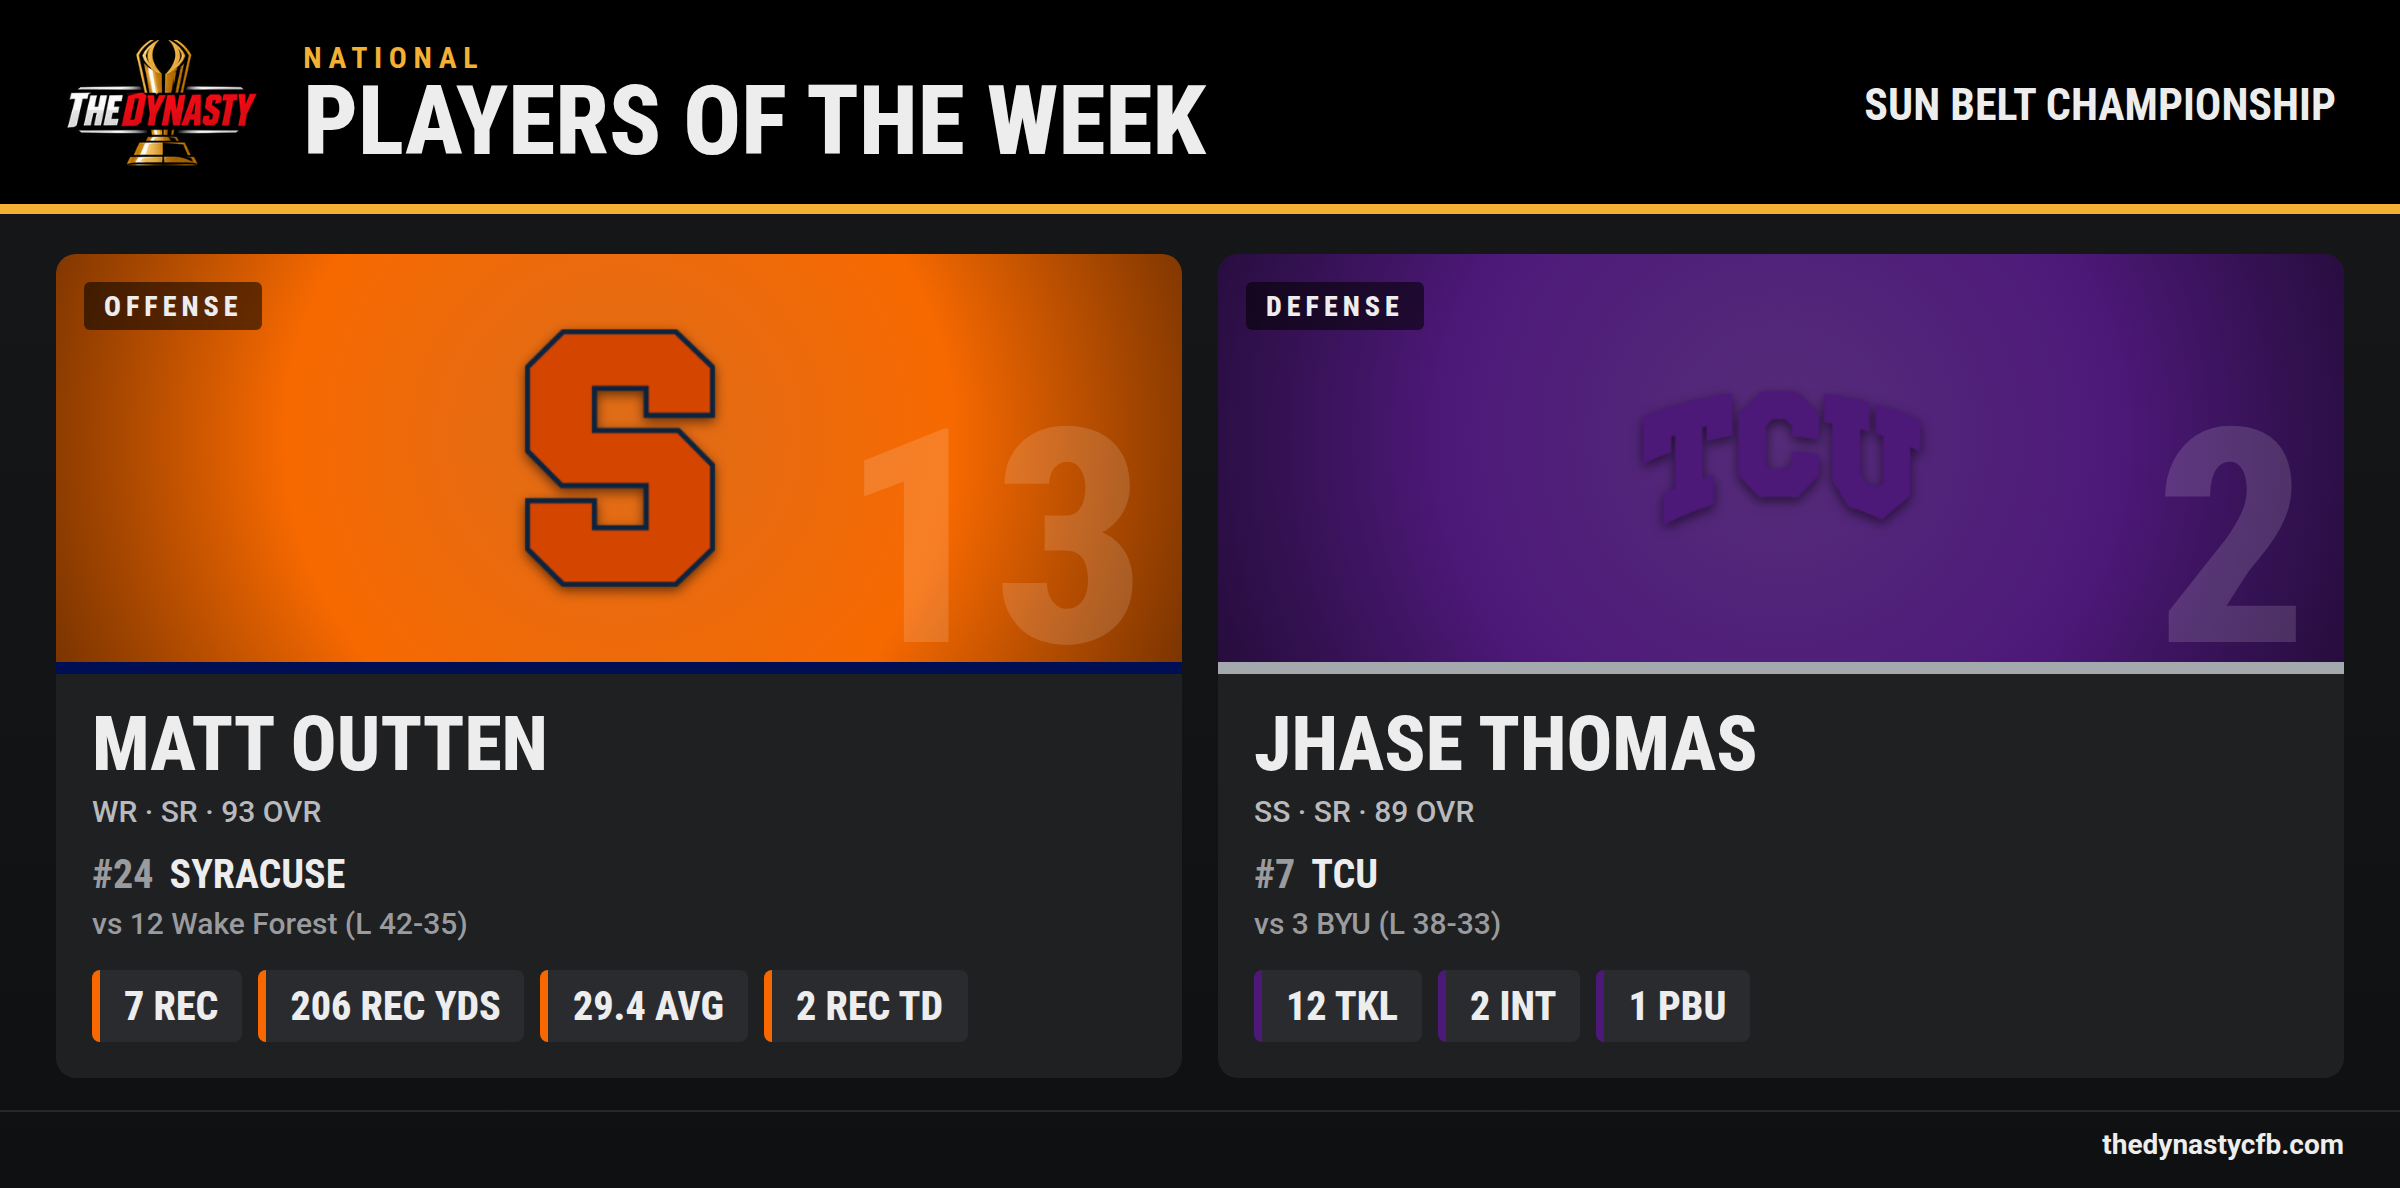 THE DYNASTY
NATIONAL
PLAYERS OF THE WEEK
SUN BELT CHAMPIONSHIP
OFFENSE
S
13
MATT OUTTEN
WR · SR · 93 OVR
#24 SYRACUSE
vs 12 Wake Forest (L 42-35)
7 REC
206 REC YDS
29.4 AVG
2 REC TD
DEFENSE
TCU
2
JHASE THOMAS
SS · SR · 89 OVR
#7 TCU
vs 3 BYU (L 38-33)
12 TKL
2 INT
1 PBU
thedynastycfb.com